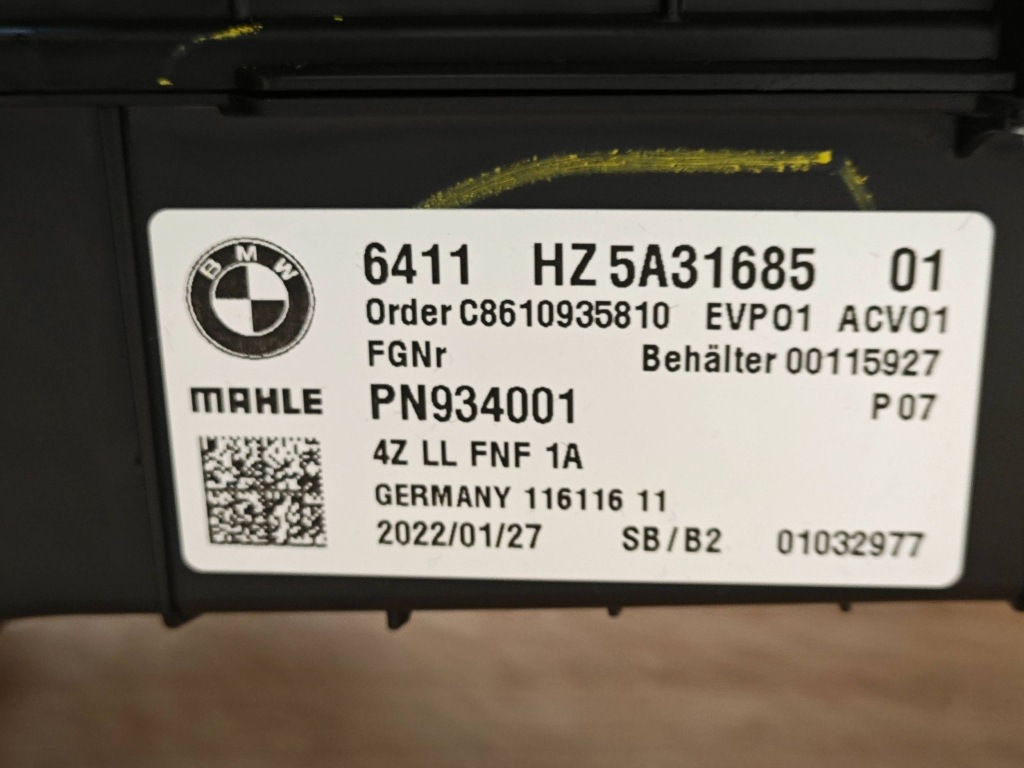 BMW
6411 HZ 5A31685 01
Order C8610935810 EVP01 ACV01
FGNr Behälter 00115927
MAHLE PN934001 P 07
4Z LL FNF 1A
GERMANY 116116 11
2022/01/27 SB/B2 01032977